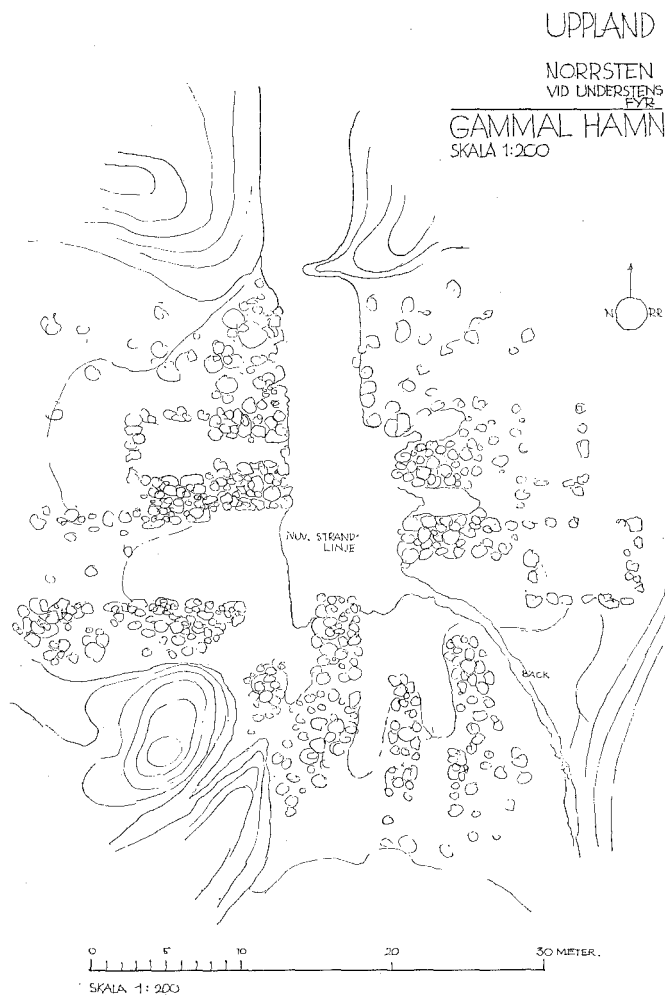 UPPLAND
NORRSTEN
VID UNDERSTENS
FYR
GAMMAL HAMN
SKALA 1:200
N RR
NUV. STRAND-
LINJE
BÄCK
0 5 10 20 30 METER.
SKALA 1:200